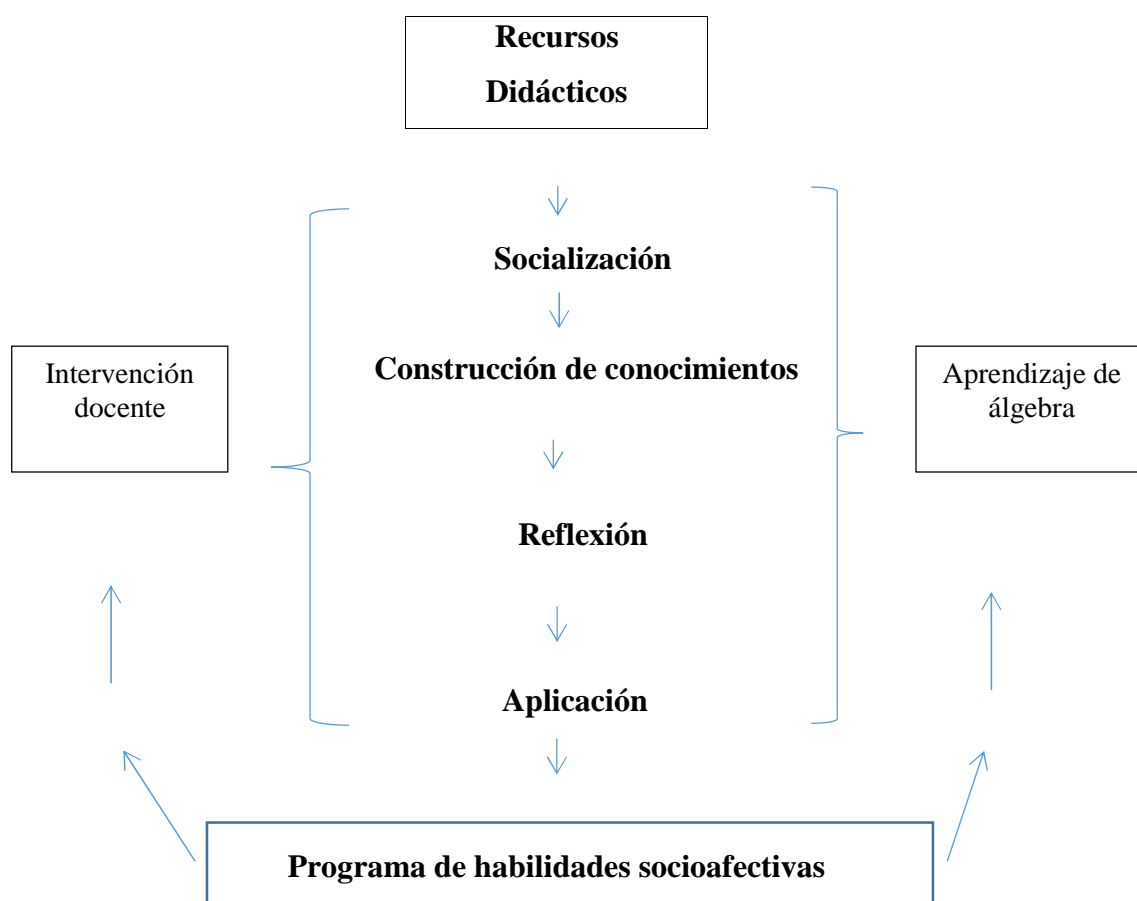 Recursos
Didácticos
Socialización
Construcción de conocimientos
Intervención
docente
Aprendizaje de
álgebra
Reflexión
Aplicación
Programa de habilidades socioafectivas